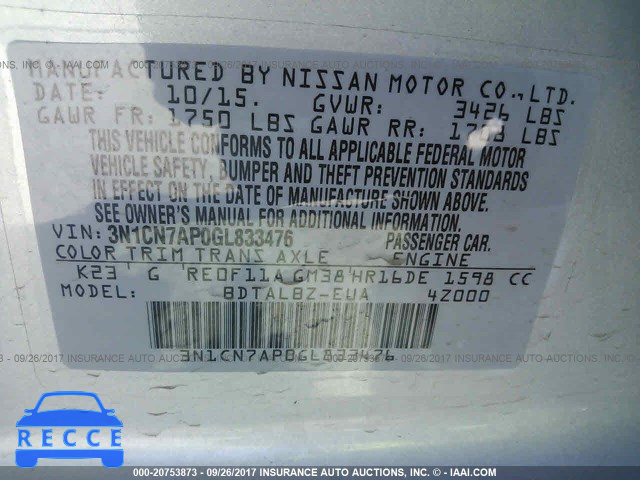 MANUFACTURED BY NISSAN MOTOR CO.,LTD.
DATE: 10/15. GVWR: 3426 LBS
GAWR FR: 1750 LBS GAWR RR: 1708 LBS
THIS VEHICLE CONFORMS TO ALL APPLICABLE FEDERAL MOTOR
VEHICLE SAFETY, BUMPER AND THEFT PREVENTION STANDARDS
IN EFFECT ON THE DATE OF MANUFACTURE SHOWN ABOVE.
SEE OWNER'S MANUAL FOR ADDITIONAL INFORMATION.
VIN: 3N1CN7AP0GL833476 PASSENGER CAR.
COLOR TRIM TRANS AXLE ENGINE
K23 G RE0F11A GM38 HR16DE 1598 CC
BDTALBZ-EUA 4Z000
3N1CN7AP0GL833476
RECCE
000-20753873 - 09/26/2017 INSURANCE AUTO AUCTIONS, INC. - IAAI.COM